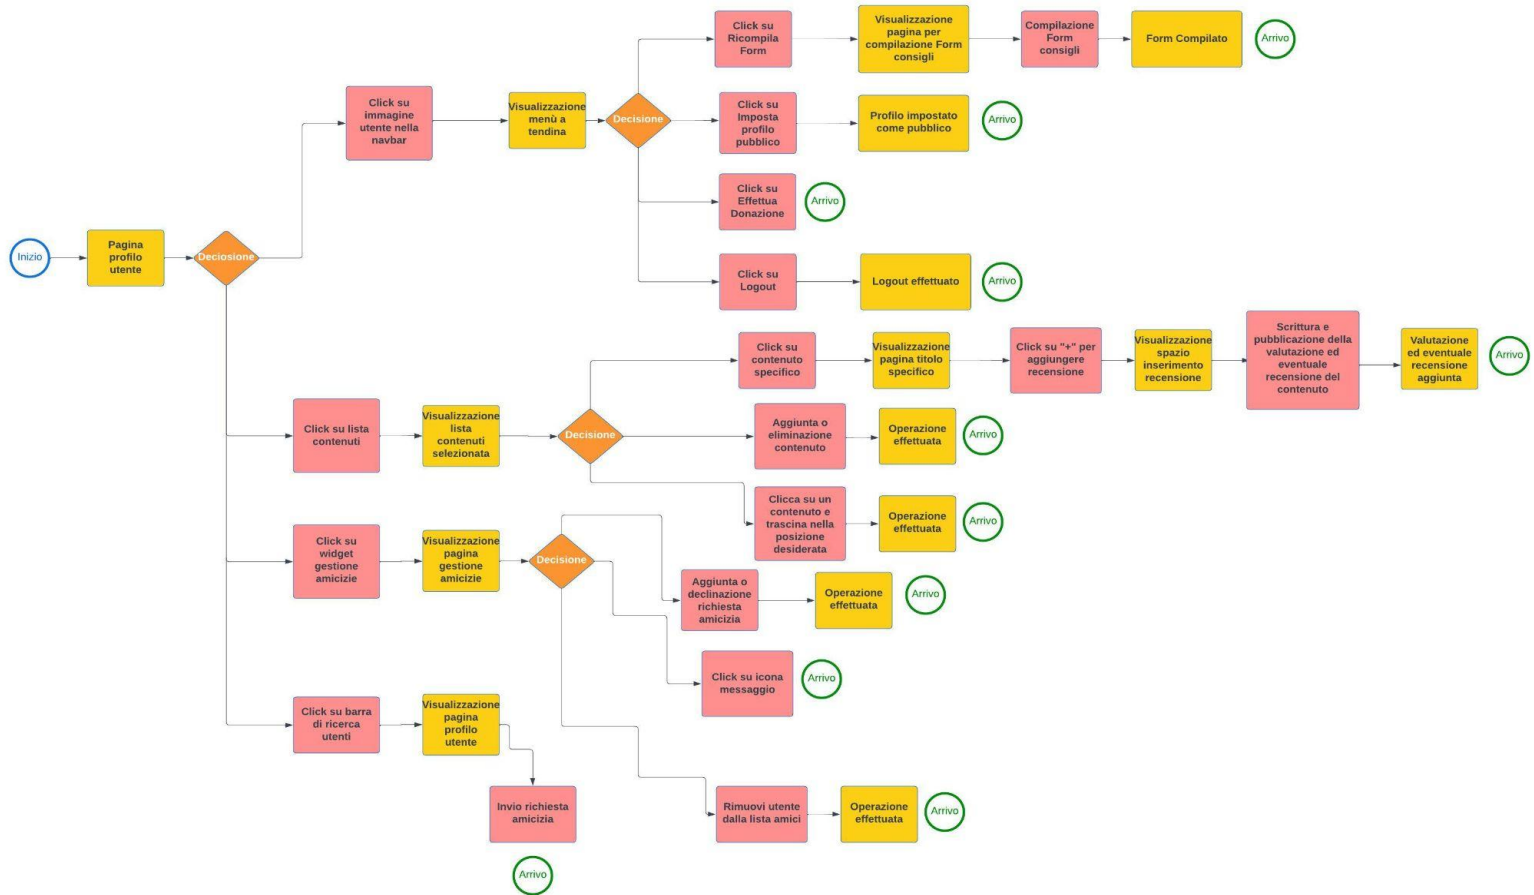 Inizio
Pagina
profilo
utente
Deciosione
Click su
immagine
utente nella
navbar
Visualizzazione
menù a
tendina
Decisione
Click su
Ricompila
Form
Visualizzazione
pagina per
compilazione Form
consigli
Compilazione
Form
consigli
Form Compilato
Arrivo
Click su
Imposta
profilo
pubblico
Profilo impostato
come pubblico
Arrivo
Click su
Effettua
Donazione
Arrivo
Click su
Logout
Logout effettuato
Arrivo
Click su lista
contenuti
Visualizzazione
lista
contenuti
selezionata
Decisione
Click su
contenuto
specifico
Visualizzazione
pagina titolo
specifico
Click su "+" per
aggiungere
recensione
Visualizzazione
spazio
inserimento
recensione
Scrittura e
pubblicazione della
valutazione ed
eventuale
recensione del
contenuto
Valutazione
ed eventuale
recensione
aggiunta
Arrivo
Aggiunta o
eliminazione
contenuto
Operazione
effettuata
Arrivo
Clicca su un
contenuto e
trascina nella
posizione
desiderata
Operazione
effettuata
Arrivo
Click su
widget
gestione
amicizie
Visualizzazione
pagina
gestione
amicizie
Decisione
Aggiunta o
declinazione
richiesta
amicizia
Operazione
effettuata
Arrivo
Click su icona
messaggio
Arrivo
Rimuovi utente
dalla lista amici
Operazione
effettuata
Arrivo
Click su barra
di ricerca
utenti
Visualizzazione
pagina
profilo
utente
Invio richiesta
amicizia
Arrivo